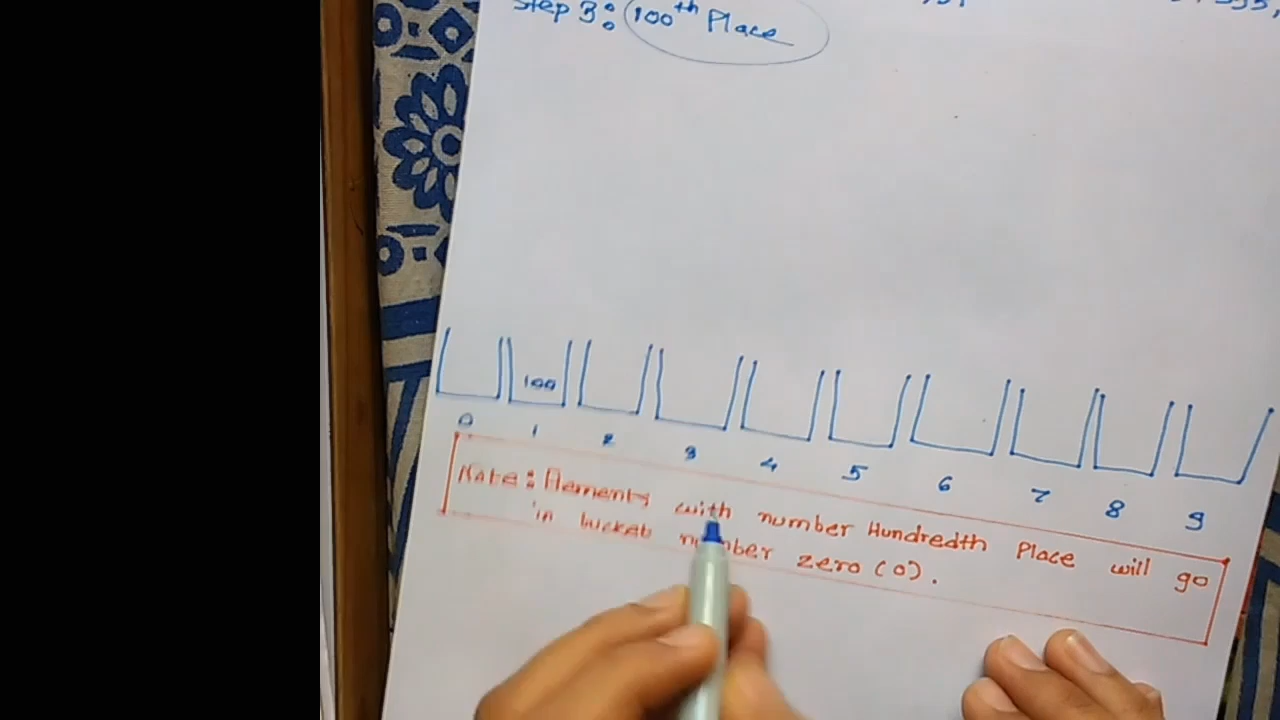 Step 3: 100th Place
100
0 1 2 3 4 5 6 7 8 9
Note: Elements with number Hundredth Place will go
in bucket number zero (0).